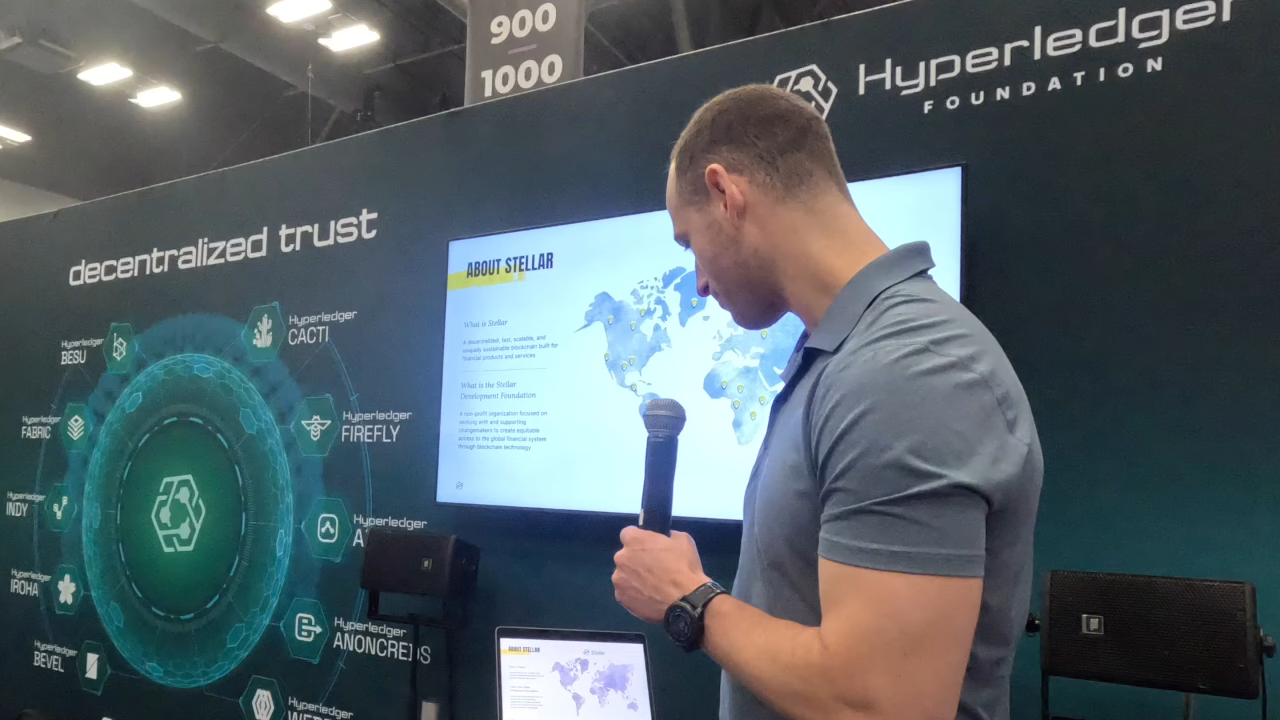 900
1000
Hyperledger
FOUNDATION
decentralized trust
Hyperledger
BESU
Hyperledger
CACTI
Hyperledger
FABRIC
Hyperledger
FIREFLY
Hyperledger
INDY
Hyperledger
Hyperledger
IROHA
Hyperledger
ANONCREDS
Hyperledger
BEVEL
Hyperledger
ABOUT STELLAR
What is Stellar
A decentralized, fast, scalable, and
uniquely sustainable blockchain built for
financial products and services
What is the Stellar
Development Foundation
A non-profit organization focused on
working with and supporting
changemakers to create equitable
access to the global financial system
through blockchain technology
ABOUT STELLAR
Stellar